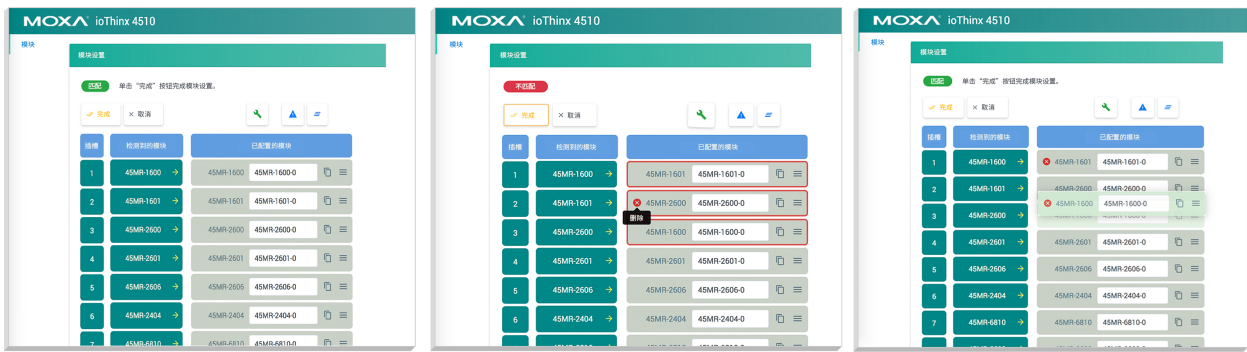 MOXA ioThinx 4510
模块
模块设置
匹配 单击 “完成” 按钮完成模块设置。
完成 × 取消
插槽 检测到的模块 已配置的模块
1 45MR-1600 → 45MR-1600 45MR-1600-0
2 45MR-1601 → 45MR-1601 45MR-1601-0
3 45MR-2600 → 45MR-2600 45MR-2600-0
4 45MR-2601 → 45MR-2601 45MR-2601-0
5 45MR-2606 → 45MR-2606 45MR-2606-0
6 45MR-2404 → 45MR-2404 45MR-2404-0
7 45MR-6810 → 45MR-6810 45MR-6810-0
MOXA ioThinx 4510
模块
模块设置
不匹配
完成 × 取消
插槽 检测到的模块 已配置的模块
1 45MR-1600 → 45MR-1601 45MR-1601-0
2 45MR-1601 → 45MR-2600 45MR-2600-0
删除
3 45MR-2600 → 45MR-1600 45MR-1600-0
4 45MR-2601 → 45MR-2601 45MR-2601-0
5 45MR-2606 → 45MR-2606 45MR-2606-0
6 45MR-2404 → 45MR-2404 45MR-2404-0
MOXA ioThinx 4510
模块
模块设置
匹配 单击 “完成” 按钮完成模块设置。
完成 × 取消
插槽 检测到的模块 已配置的模块
1 45MR-1600 → 45MR-1601 45MR-1601-0
2 45MR-1601 → 45MR-2600 45MR-2600-0
45MR-1600 45MR-1600-0
3 45MR-2600 →
4 45MR-2601 → 45MR-2601 45MR-2601-0
5 45MR-2606 → 45MR-2606 45MR-2606-0
6 45MR-2404 → 45MR-2404 45MR-2404-0
7 45MR-6810 → 45MR-6810 45MR-6810-0